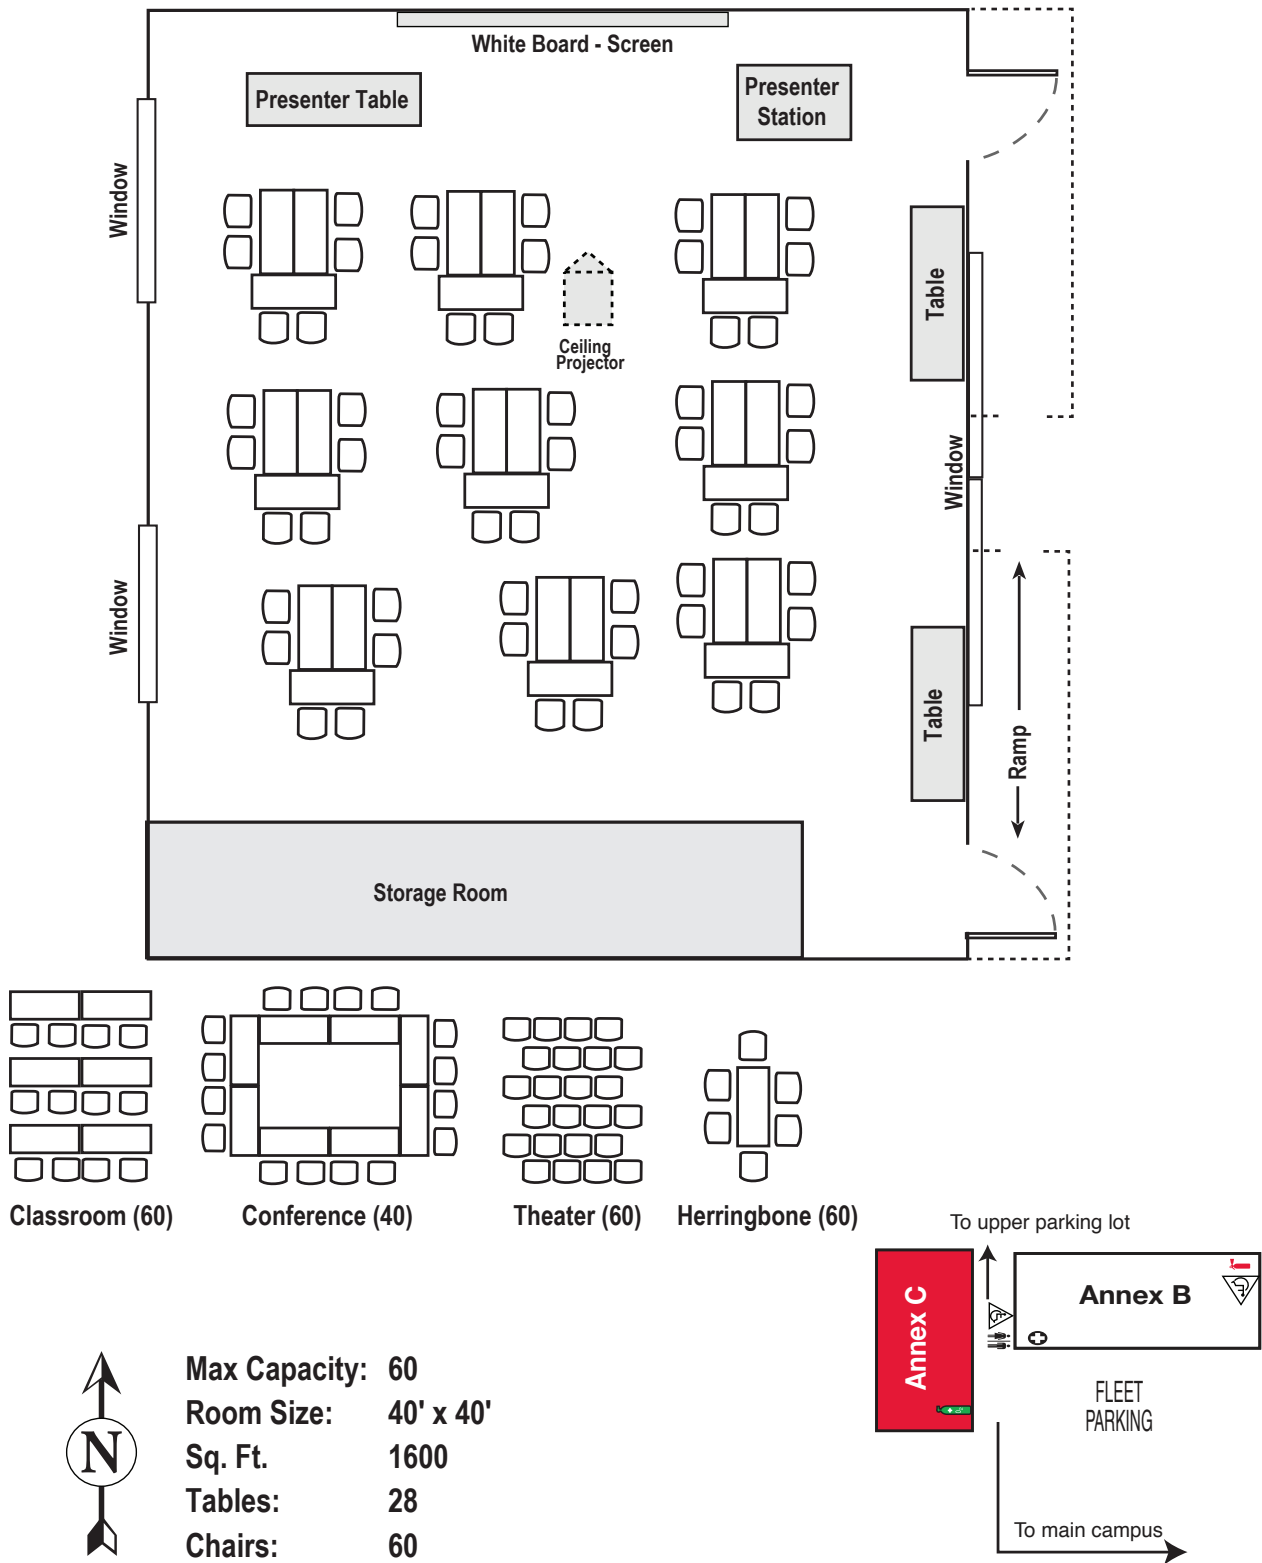 White Board - Screen
Presenter Table
Presenter
Station
Window
Table
Ceiling
Projector
Window
Window
Table
Ramp
Storage Room
Classroom (60)
Conference (40)
Theater (60)
Herringbone (60)
To upper parking lot
Annex C
Annex B
FLEET
PARKING
To main campus
N
Max Capacity: 60
Room Size: 40' x 40'
Sq. Ft. 1600
Tables: 28
Chairs: 60